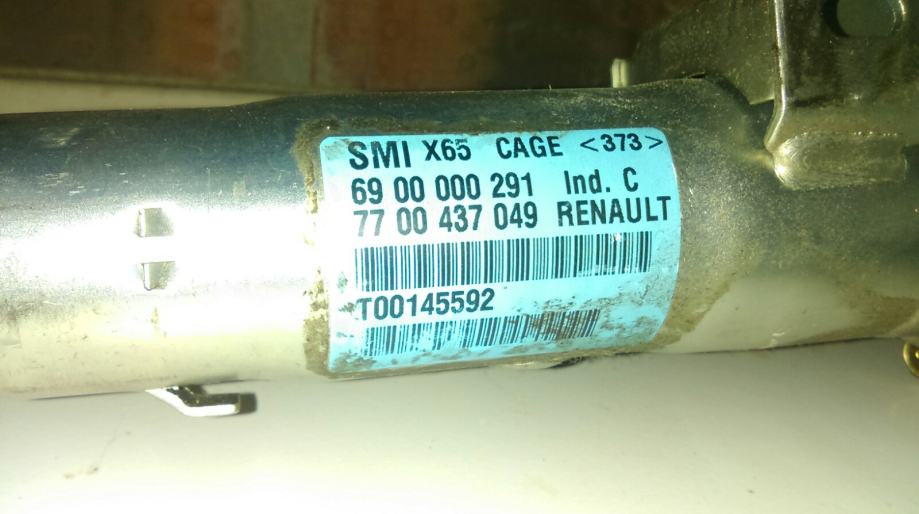 SMI X65 CAGE <373>
69 00 000 291 Ind. C
77 00 437 049 RENAULT
T00145592